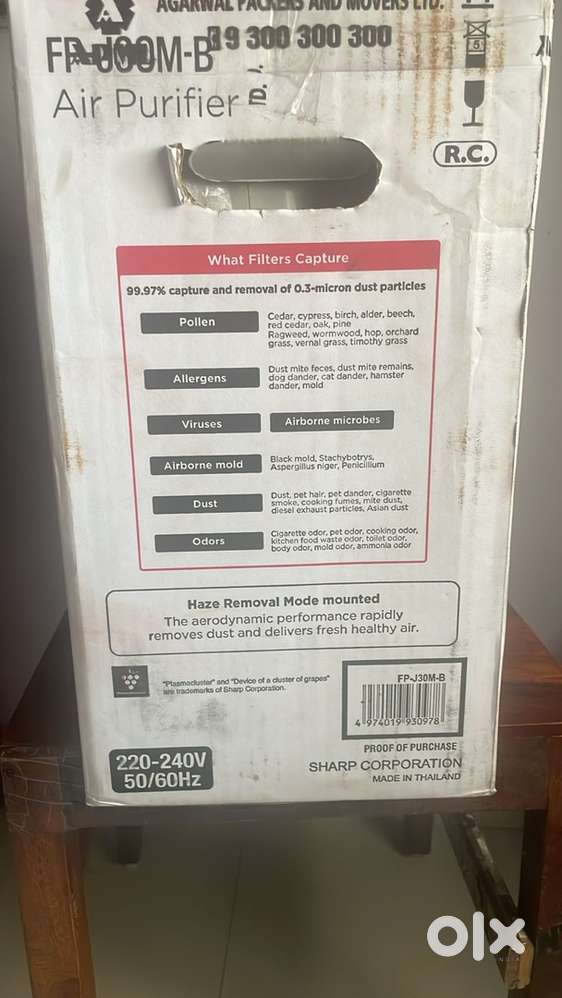 AGARWAL PACKERS AND MOVERS LTD.
9 300 300 300
FP-J30M-B
Air Purifier
5
R.C.
What Filters Capture
99.97% capture and removal of 0.3-micron dust particles
Pollen
Cedar, cypress, birch, alder, beech,
red cedar, oak, pine
Ragweed, wormwood, hop, orchard
grass, vernal grass, timothy grass
Allergens
Dust mite feces, dust mite remains,
dog dander, cat dander, hamster
dander, mold
Viruses
Airborne microbes
Airborne mold
Black mold, Stachybotrys,
Aspergillus niger, Penicillium
Dust
Dust, pet hair, pet dander, cigarette
smoke, cooking fumes, mite dust,
diesel exhaust particles, Asian dust
Odors
Cigarette odor, pet odor, cooking odor,
kitchen food waste odor, toilet odor,
body odor, mold odor, ammonia odor
Haze Removal Mode mounted
The aerodynamic performance rapidly
removes dust and delivers fresh healthy air.
"Plasmacluster" and "Device of a cluster of grapes"
are trademarks of Sharp Corporation.
FP-J30M-B
4 974019 930978
PROOF OF PURCHASE
SHARP CORPORATION
MADE IN THAILAND
220-240V
50/60Hz
olx
INDIA